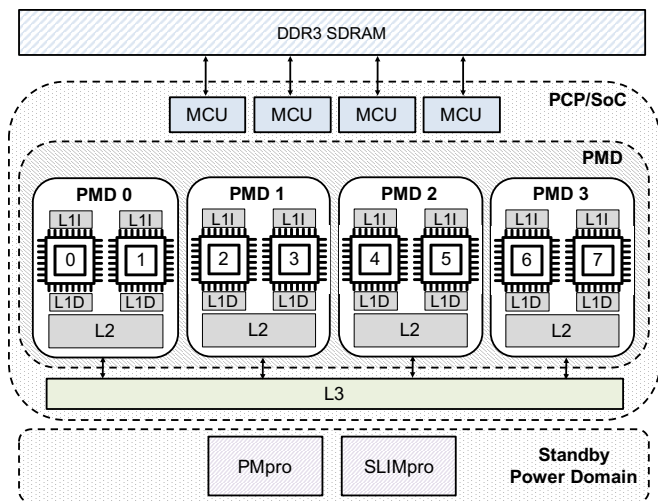 DDR3 SDRAM
MCU MCU MCU MCU
PCP/SoC
PMD
PMD 0 PMD 1 PMD 2 PMD 3
L1I L1I L1I L1I L1I L1I L1I L1I
0 1 2 3 4 5 6 7
L1D L1D L1D L1D L1D L1D L1D L1D
L2 L2 L2 L2
L3
PMpro SLIMpro
Standby
Power Domain